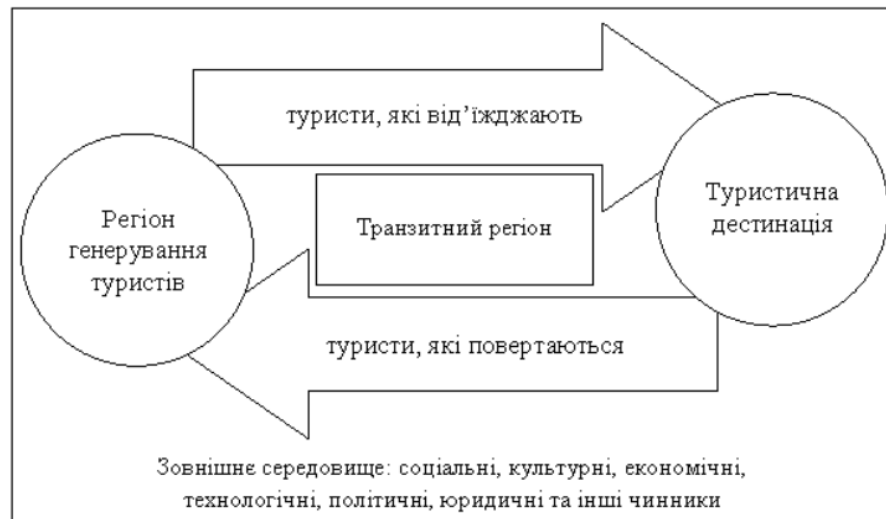 туристи, які від’їжджають
Регіон
генерування
туристів
Транзитний регіон
Туристична
дестинація
туристи, які повертаються
Зовнішнє середовище: соціальні, культурні, економічні,
технологічні, політичні, юридичні та інші чинники